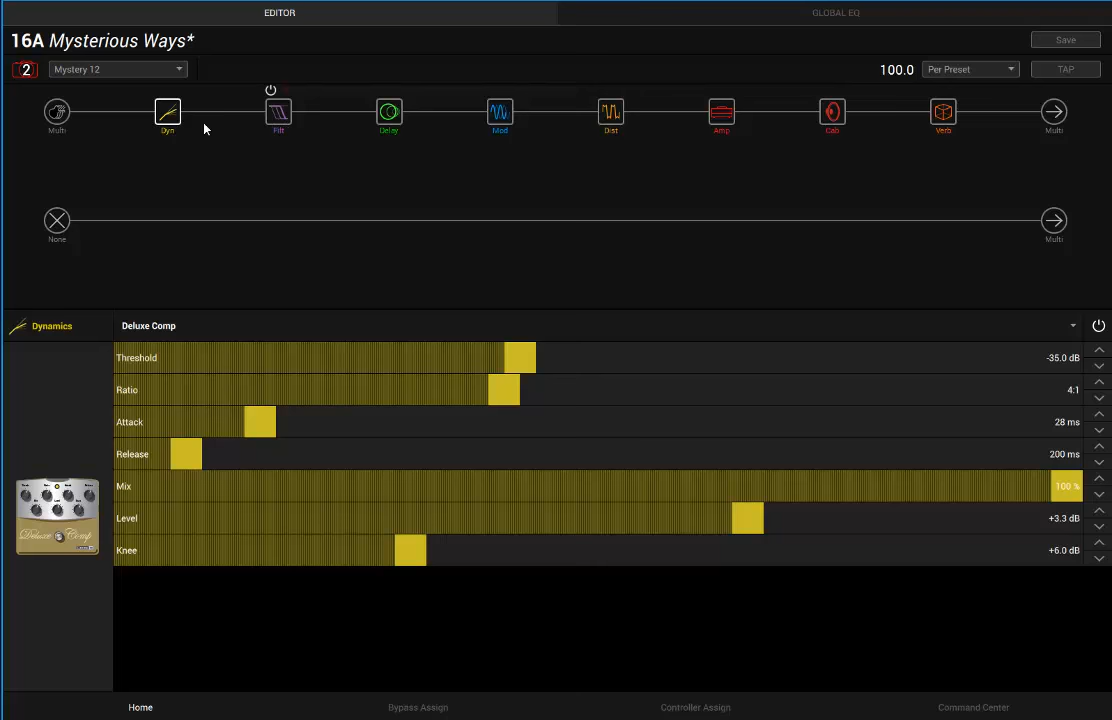 EDITOR GLOBAL EQ
16A Mysterious Ways* Save
2 Mystery 12 100.0 Per Preset TAP
Multi Dyn Filt Delay Mod Dist Amp Cab Verb Multi
None Multi
Dynamics Deluxe Comp
Threshold -35.0 dB
Ratio 4:1
Attack 28 ms
Release 200 ms
Mix 100 %
Level +3.3 dB
Knee +6.0 dB
Deluxe Comp
Home Bypass Assign Controller Assign Command Center